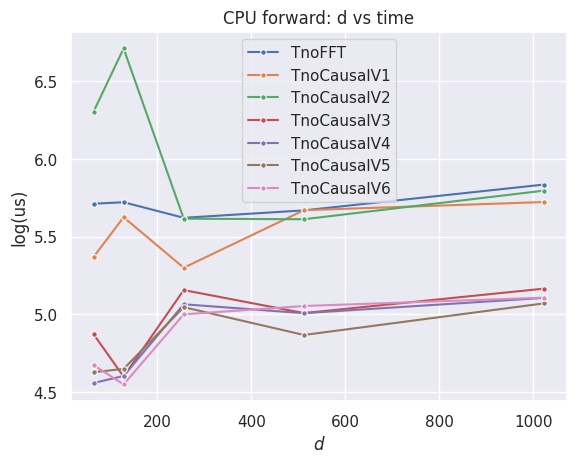 CPU forward: d vs time
TnoFFT
TnoCausalV1
TnoCausalV2
TnoCausalV3
TnoCausalV4
TnoCausalV5
TnoCausalV6
log(us)
6.5
6.0
5.5
5.0
4.5
200 400 600 800 1000
d